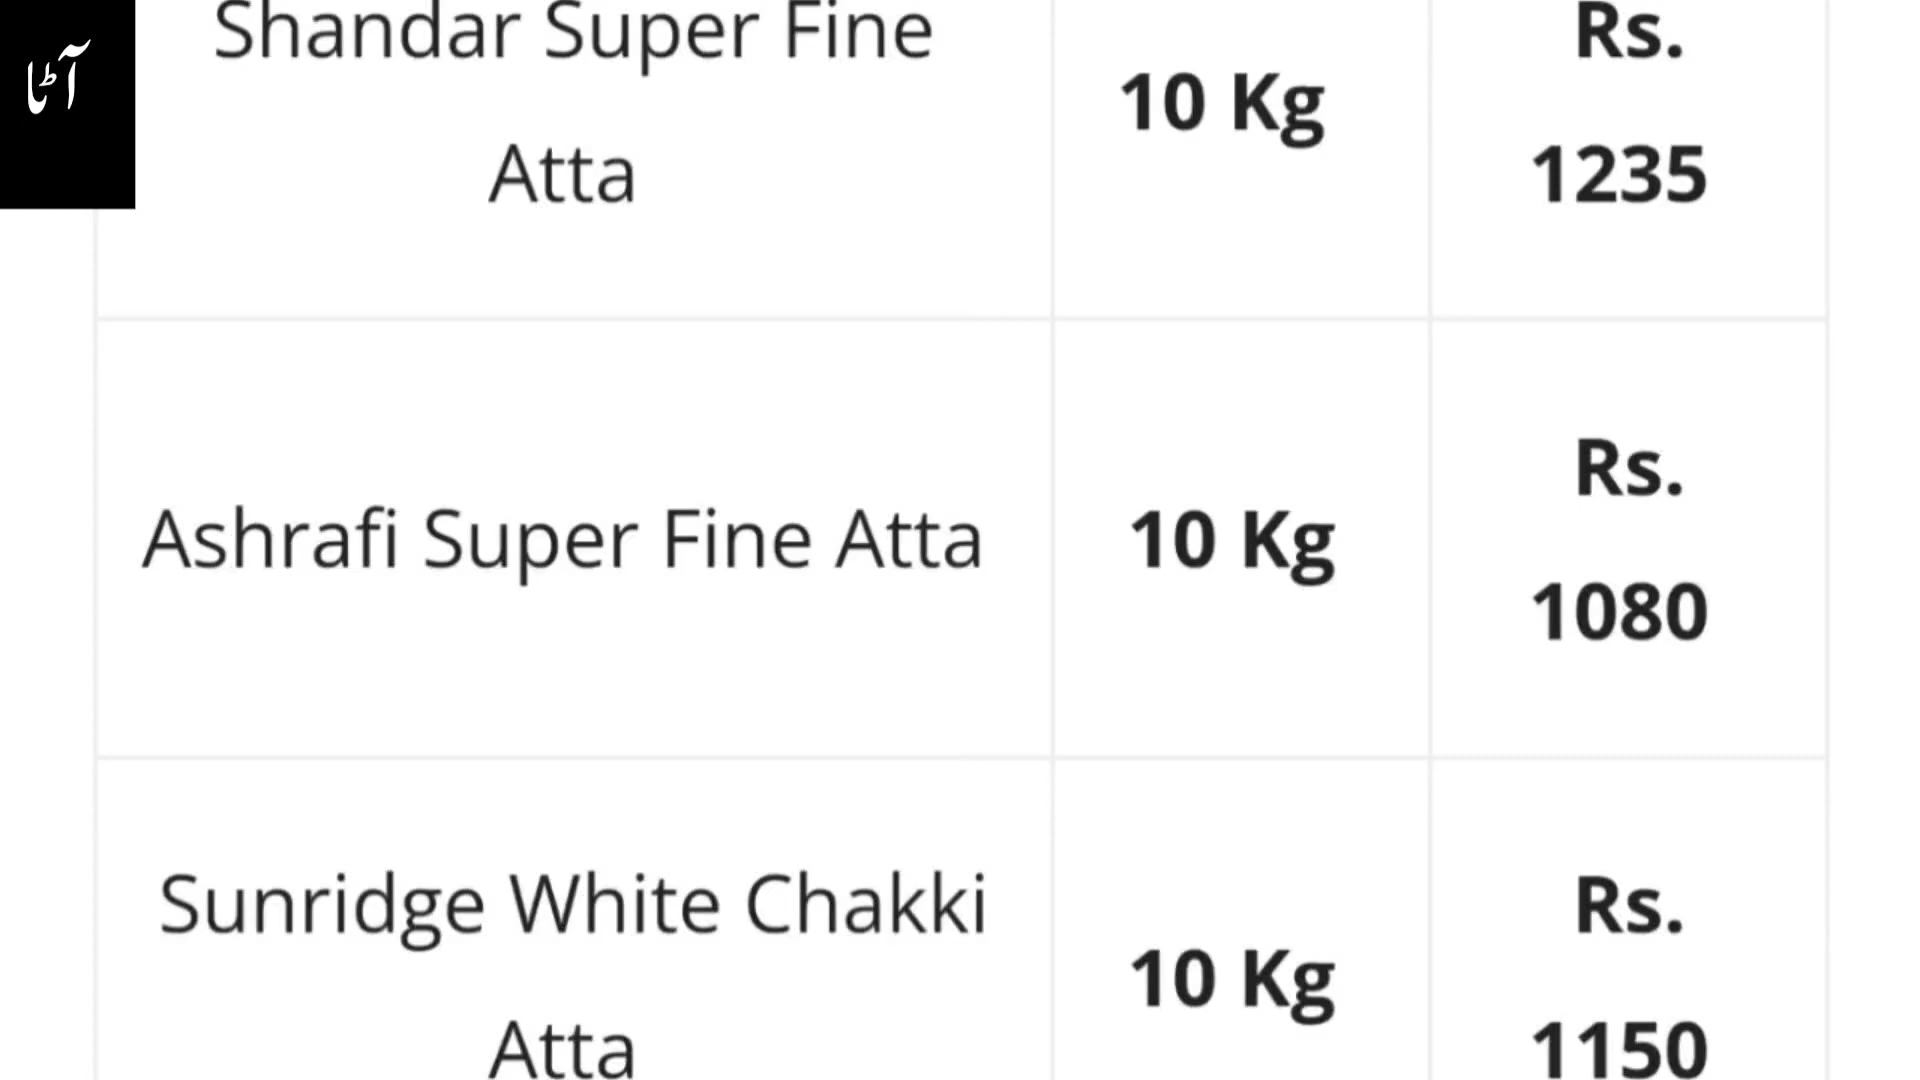 آٹا
Shandar Super Fine
Atta
10 Kg
Rs.
1235
Ashrafi Super Fine Atta
10 Kg
Rs.
1080
Sunridge White Chakki
Atta
10 Kg
Rs.
1150